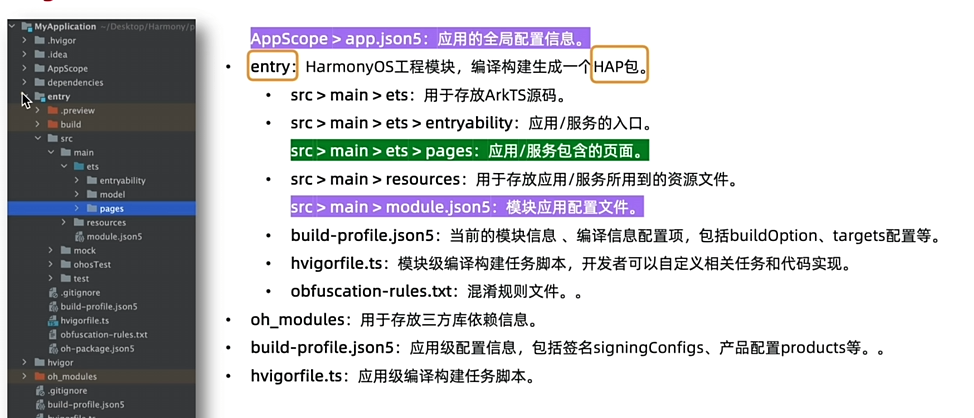 MyApplication ~/Desktop/Harmony/p
.hvigor
.idea
AppScope
dependencies
entry
.preview
build
src
main
ets
entryability
model
pages
resources
module.json5
mock
ohosTest
test
.gitignore
build-profile.json5
hvigorfile.ts
obfuscation-rules.txt
oh-package.json5
hvigor
oh_modules
.gitignore
build-profile.json5
hvigorfile.ts
AppScope > app.json5：应用的全局配置信息。
• entry：HarmonyOS工程模块，编译构建生成一个HAP包。
• src > main > ets：用于存放ArkTS源码。
• src > main > ets > entryability：应用/服务的入口。
src > main > ets > pages：应用/服务包含的页面。
• src > main > resources：用于存放应用/服务所用到的资源文件。
src > main > module.json5：模块应用配置文件。
• build-profile.json5：当前的模块信息 、编译信息配置项，包括buildOption、targets配置等。
• hvigorfile.ts：模块级编译构建任务脚本，开发者可以自定义相关任务和代码实现。
• obfuscation-rules.txt：混淆规则文件。。
• oh_modules：用于存放三方库依赖信息。
• build-profile.json5：应用级配置信息，包括签名signingConfigs、产品配置products等。。
• hvigorfile.ts：应用级编译构建任务脚本。